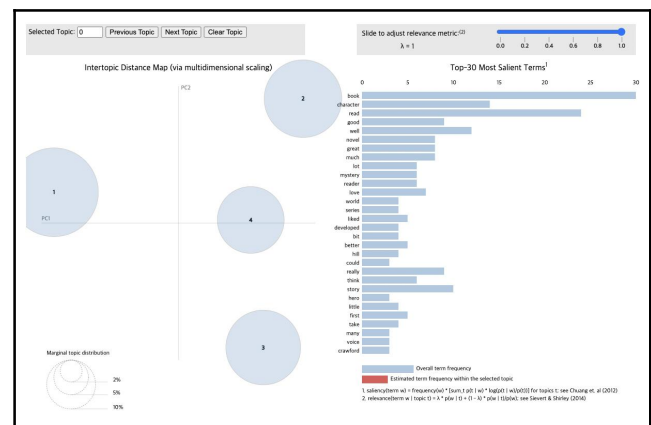 Selected Topic: 0 Previous Topic Next Topic Clear Topic
Slide to adjust relevance metric:(2)
λ = 1
0.0 0.2 0.4 0.6 0.8 1.0
Intertopic Distance Map (via multidimensional scaling)
PC2
PC1
1
2
3
4
Marginal topic distribution
2%
5%
10%
Top-30 Most Salient Terms1
0 5 10 15 20 25 30
book
character
read
good
well
novel
great
much
lot
mystery
reader
love
world
series
liked
developed
bit
better
hill
could
really
think
story
hero
little
first
take
many
voice
crawford
Overall term frequency
Estimated term frequency within the selected topic
1. saliency(term w) = frequency(w) * [sum_t p(t | w) * log(p(t | w)/p(t))] for topics t; see Chuang et. al (2012)
2. relevance(term w | topic t) = λ * p(w | t) + (1 - λ) * p(w | t)/p(w); see Sievert & Shirley (2014)